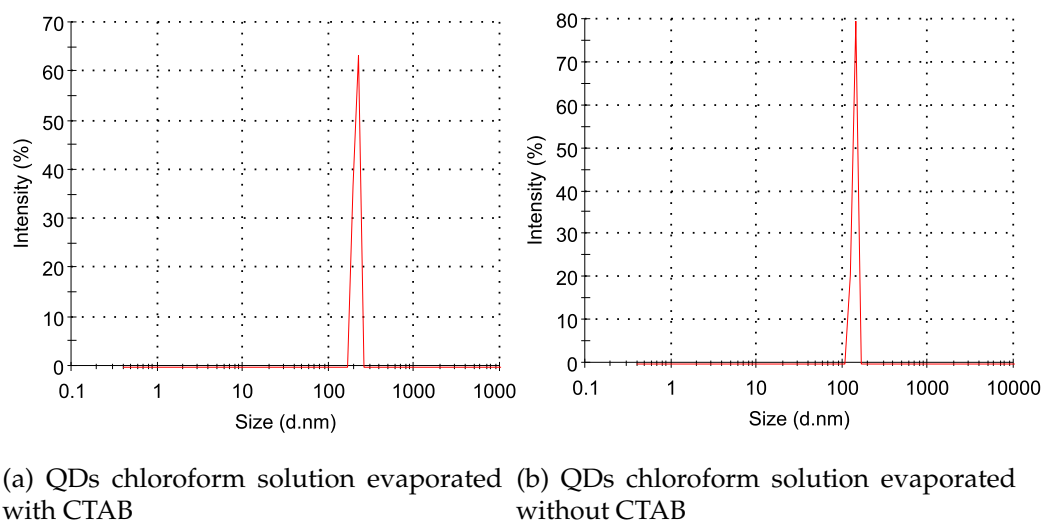 70
60
50
40
30
20
10
0
Intensity (%)
0.1 1 10 100 1000 1000
Size (d.nm)
80
70
60
50
40
30
20
10
0
Intensity (%)
0.1 1 10 100 1000 10000
Size (d.nm)
(a) QDs chloroform solution evaporated
with CTAB
(b) QDs chloroform solution evaporated
without CTAB